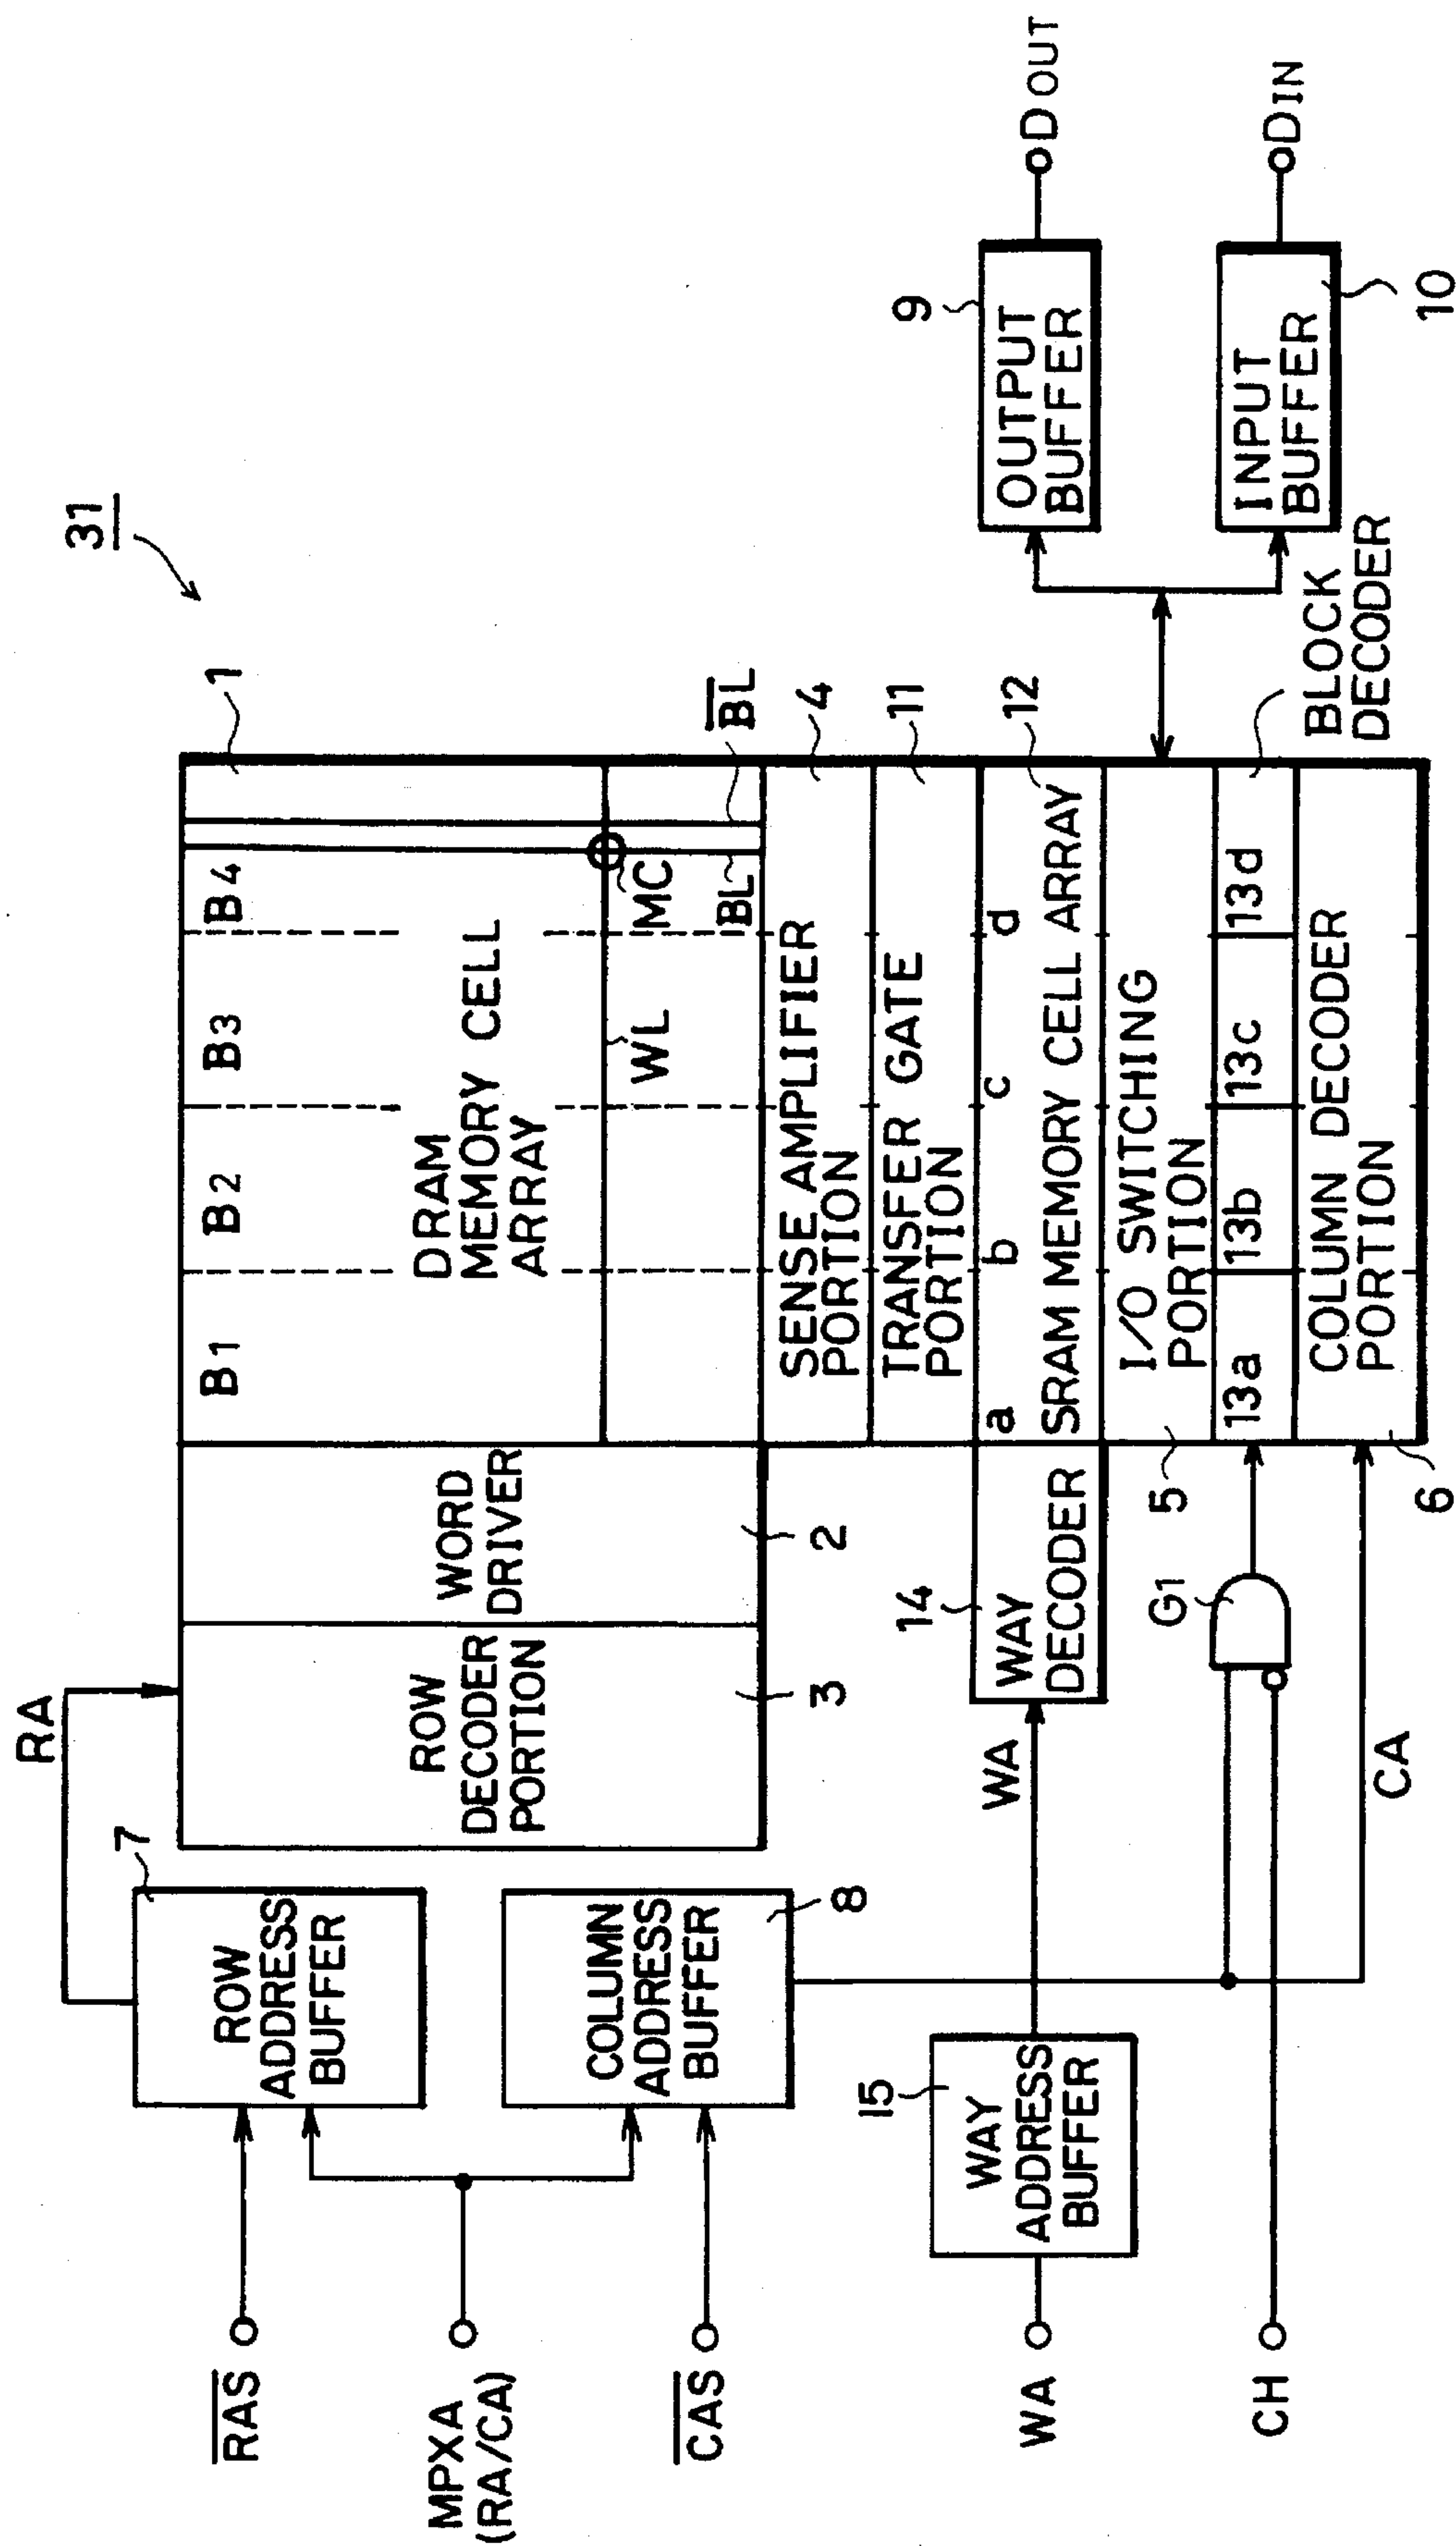 31
RA
7
ROW
ADDRESS
BUFFER
ROW
DECODER
PORTION
3
WORD
DRIVER
2
B1
B2
B3
B4
1
DRAM
MEMORY CELL
ARRAY
WL
MC
BL
B̅L̅
R̅A̅S̅
MPXA
(RA/CA)
C̅A̅S̅
COLUMN
ADDRESS
BUFFER
8
SENSE AMPLIFIER
PORTION
4
TRANSFER GATE
PORTION
11
9
OUTPUT
BUFFER
DOUT
WA
15
WAY
ADDRESS
BUFFER
WA
14
WAY
DECODER
a
b
c
d
SRAM MEMORY CELL ARRAY
12
I/O SWITCHING
PORTION
5
CH
G1
13a
13b
13c
13d
BLOCK
DECODER
INPUT
BUFFER
DIN
10
CA
COLUMN DECODER
PORTION
6